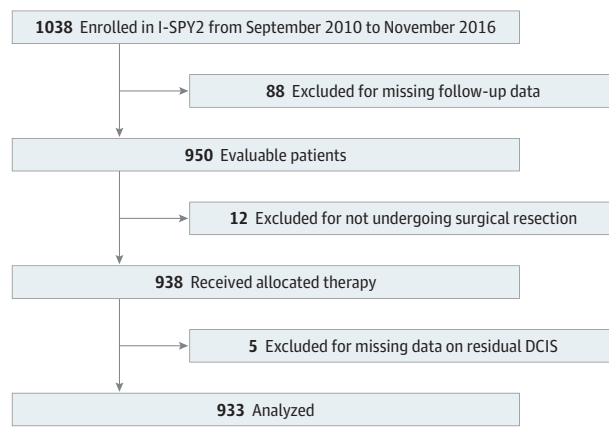 1038 Enrolled in I-SPY2 from September 2010 to November 2016
88 Excluded for missing follow-up data
950 Evaluable patients
12 Excluded for not undergoing surgical resection
938 Received allocated therapy
5 Excluded for missing data on residual DCIS
933 Analyzed